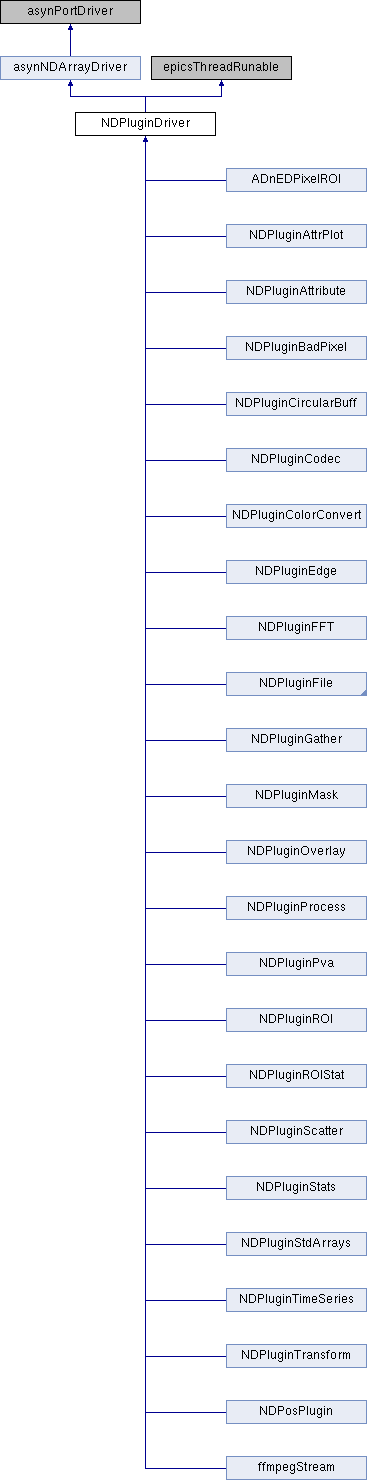 asynPortDriver
asynNDArrayDriver
epicsThreadRunable
NDPluginDriver
ADnEDPixelROI
NDPluginAttrPlot
NDPluginAttribute
NDPluginBadPixel
NDPluginCircularBuff
NDPluginCodec
NDPluginColorConvert
NDPluginEdge
NDPluginFFT
NDPluginFile
NDPluginGather
NDPluginMask
NDPluginOverlay
NDPluginProcess
NDPluginPva
NDPluginROI
NDPluginROIStat
NDPluginScatter
NDPluginStats
NDPluginStdArrays
NDPluginTimeSeries
NDPluginTransform
NDPosPlugin
ffmpegStream